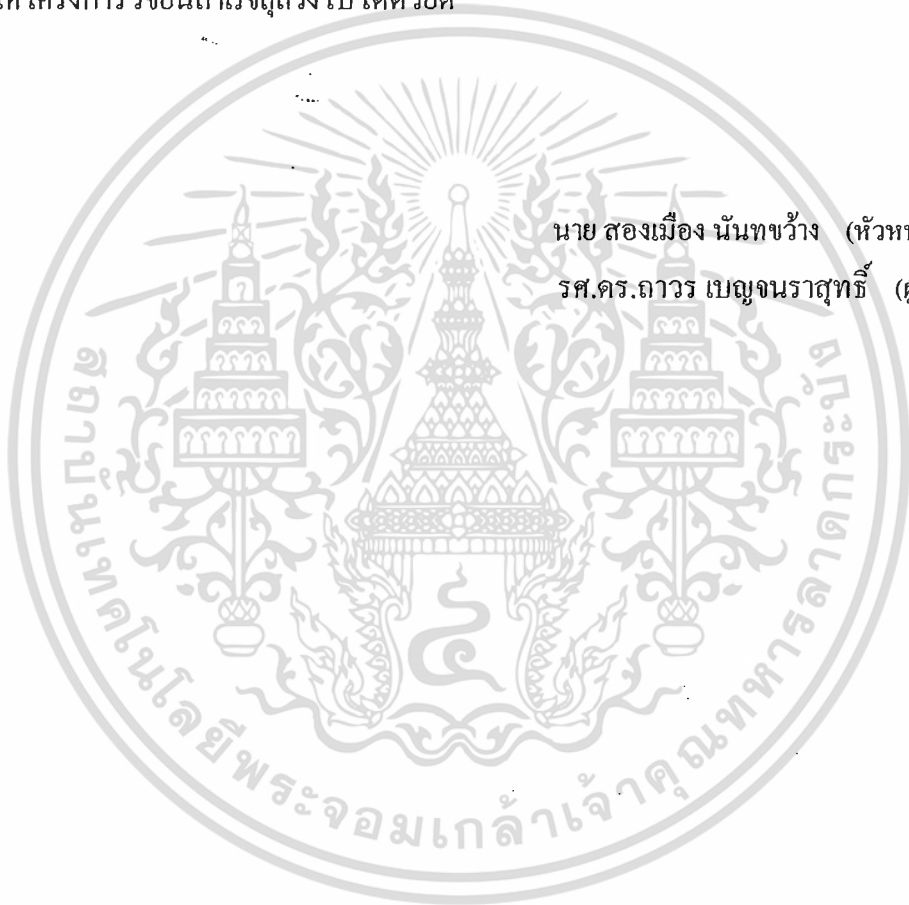 นาย สองเมือง นันทขว้าง (หัวห
รศ.ดร.ถาวร เบญจนราสุทธิ์
สถาบันเทคโนโลยีพระจอมเกล้าเจ้าคุณทหารลาดกระบัง
๔